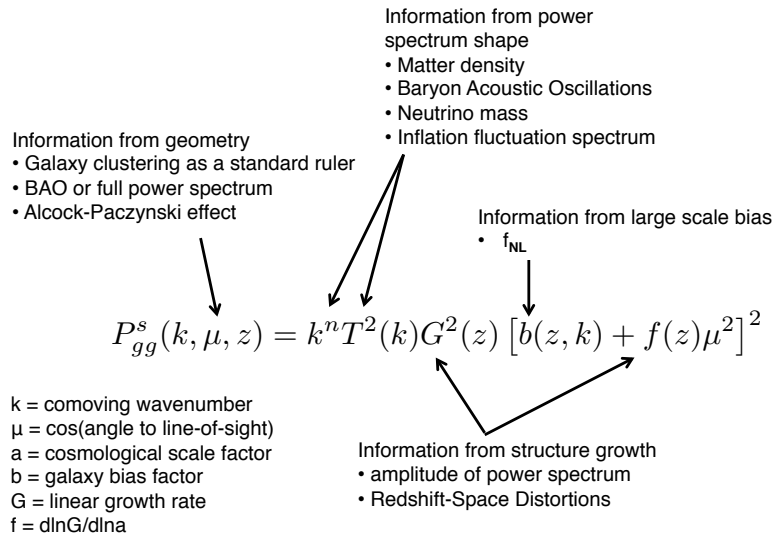 Information from power
spectrum shape
• Matter density
• Baryon Acoustic Oscillations
• Neutrino mass
• Inflation fluctuation spectrum
Information from geometry
• Galaxy clustering as a standard ruler
• BAO or full power spectrum
• Alcock-Paczynski effect
Information from large scale bias
• f_NL
P^s_{gg}(k, μ, z) = k^n T^2(k)G^2(z) [b(z, k) + f(z)μ^2]^2
k = comoving wavenumber
μ = cos(angle to line-of-sight)
a = cosmological scale factor
b = galaxy bias factor
G = linear growth rate
f = dlnG/dlna
Information from structure growth
• amplitude of power spectrum
• Redshift-Space Distortions